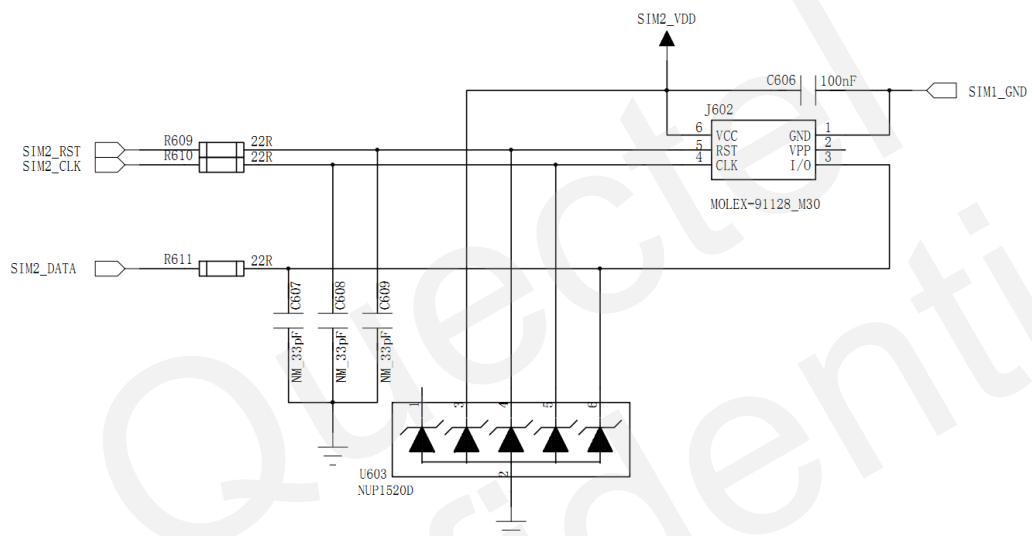 SIM2_VDD
C606
100nF
SIM1_GND
J602
6 VCC GND 1
5 RST VPP 2
4 CLK I/O 3
MOLEX-91128_M30
SIM2_RST
R609
22R
SIM2_CLK
R610
22R
SIM2_DATA
R611
22R
C607
C608
C609
NM_33pF
NM_33pF
NM_33pF
1
3
4
5
6
2
U603
NUP1520D
Quectel
fidenti